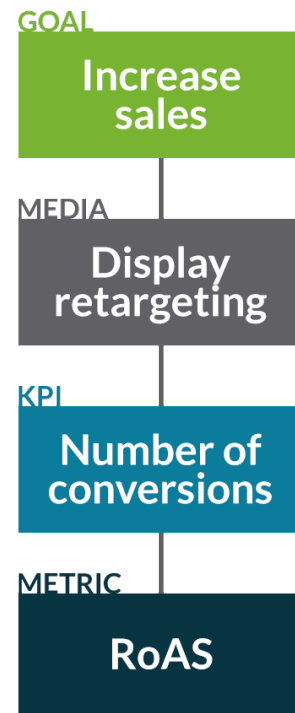 GOAL
Increase
sales
MEDIA
Display
retargeting
KPI
Number of
conversions
METRIC
RoAS